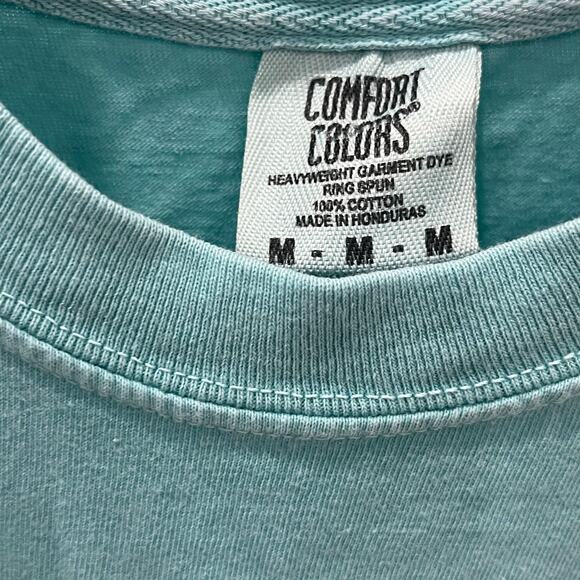 COMFORT
COLORS®
HEAVYWEIGHT GARMENT DYE
RING SPUN
100% COTTON
MADE IN HONDURAS
M - M - M